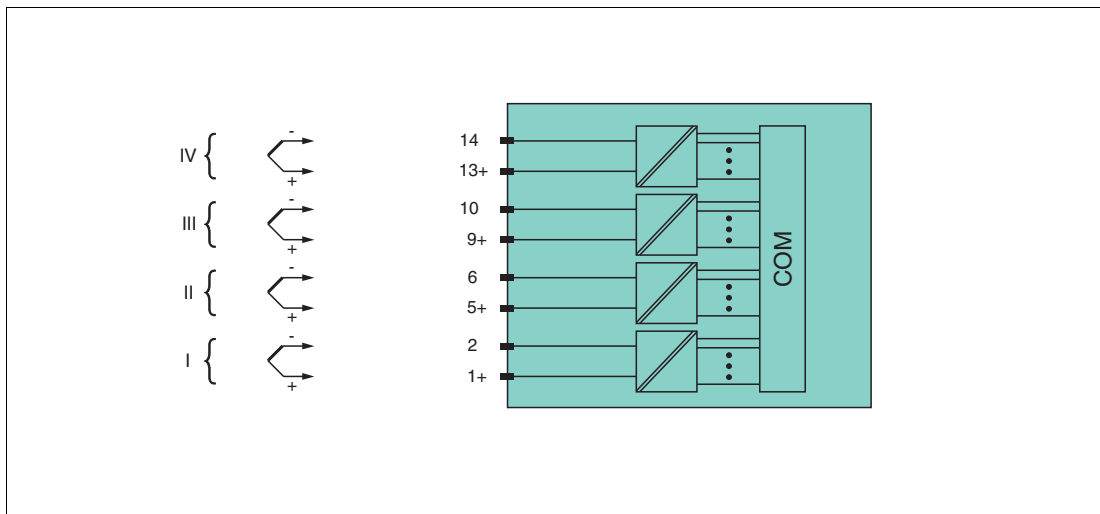 IV { - + 14 13+
III { - + 10 9+
II { - + 6 5+
I { - + 2 1+
COM